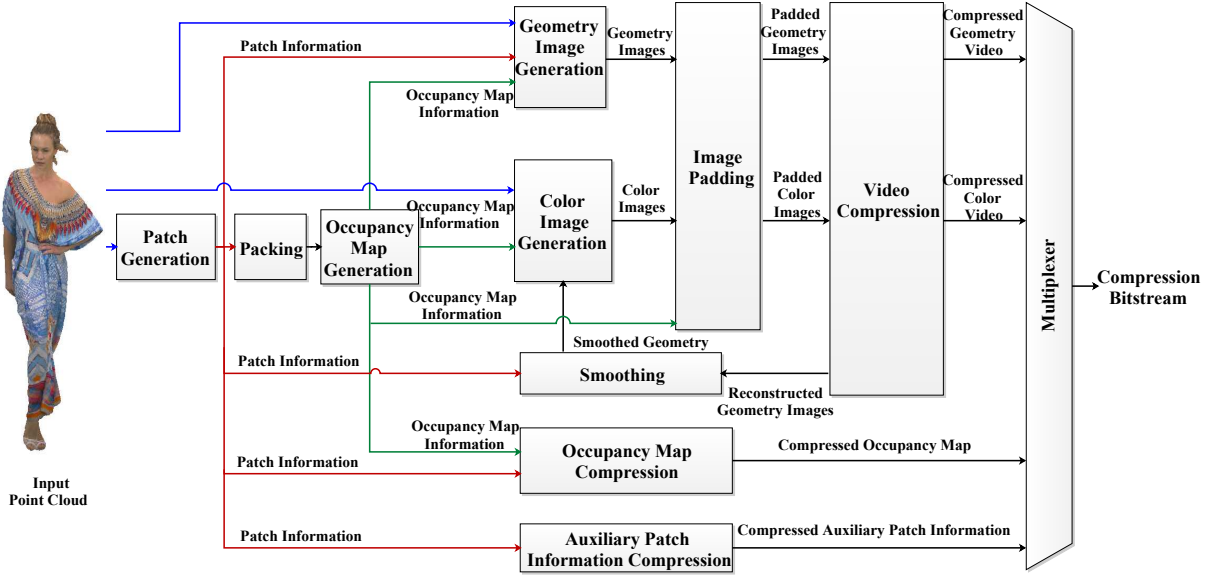 Geometry
Image
Generation
Patch Information
Occupancy Map
Information
Geometry
Images
Padded
Geometry
Images
Compressed
Geometry
Video
Image
Padding
Video
Compression
Color
Image
Generation
Color
Images
Padded
Color
Images
Compressed
Color
Video
Occupancy Map
Information
Patch
Generation
Packing
Occupancy
Map
Generation
Multiplexer
Compression
Bitstream
Occupancy Map
Information
Smoothed Geometry
Patch Information
Smoothing
Reconstructed
Geometry Images
Occupancy Map
Information
Patch Information
Occupancy Map
Compression
Compressed Occupancy Map
Input
Point Cloud
Patch Information
Auxiliary Patch
Information Compression
Compressed Auxiliary Patch Information